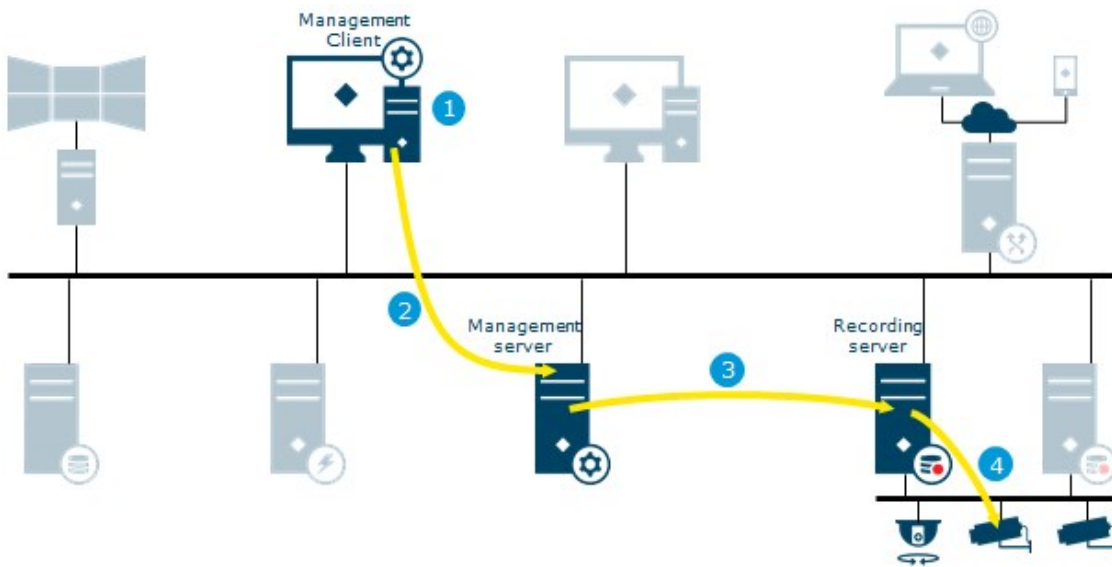 Management
Client
1
2
Management
server
3
Recording
server
4